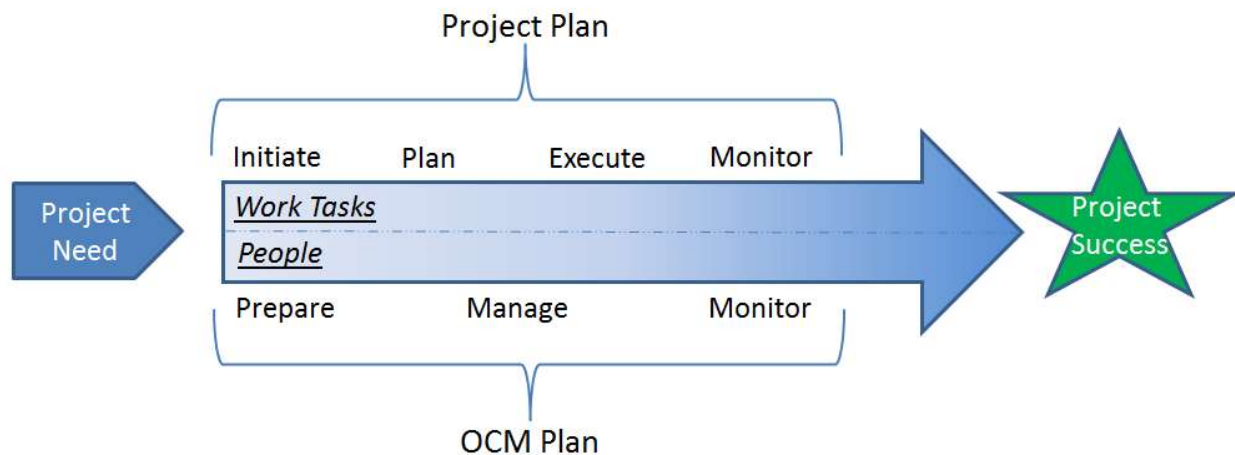 Project Plan
Initiate Plan Execute Monitor
Project
Need
Work Tasks
People
Project
Success
Prepare Manage Monitor
OCM Plan